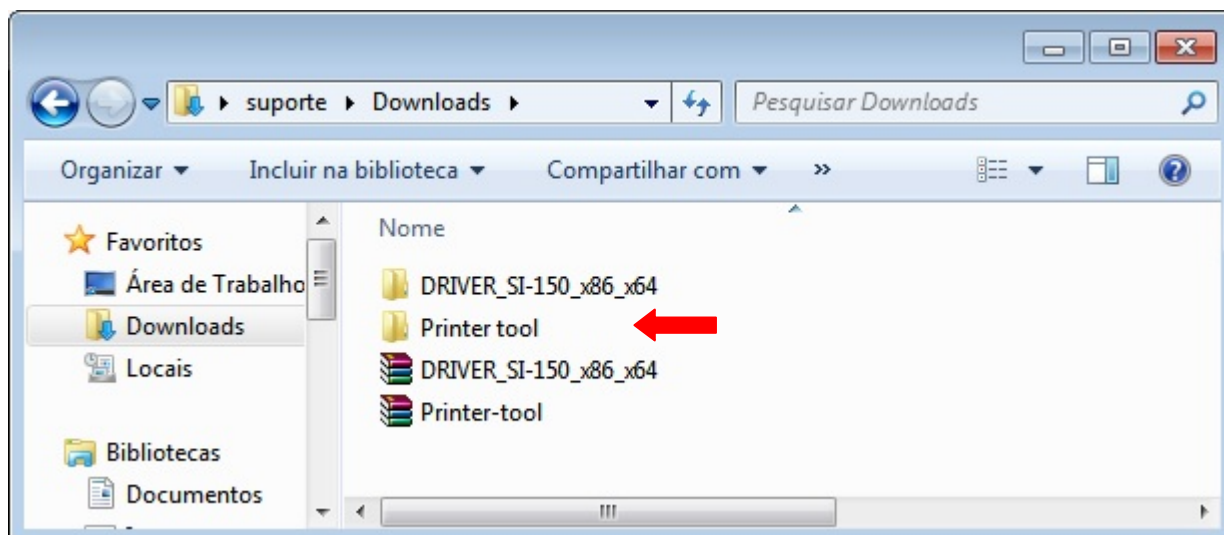 suporte Downloads
Pesquisar Downloads
Organizar
Incluir na biblioteca
Compartilhar com
»
Favoritos
Área de Trabalho
Downloads
Locais
Bibliotecas
Documentos
Nome
DRIVER_SI-150_x86_x64
Printer tool
DRIVER_SI-150_x86_x64
Printer-tool